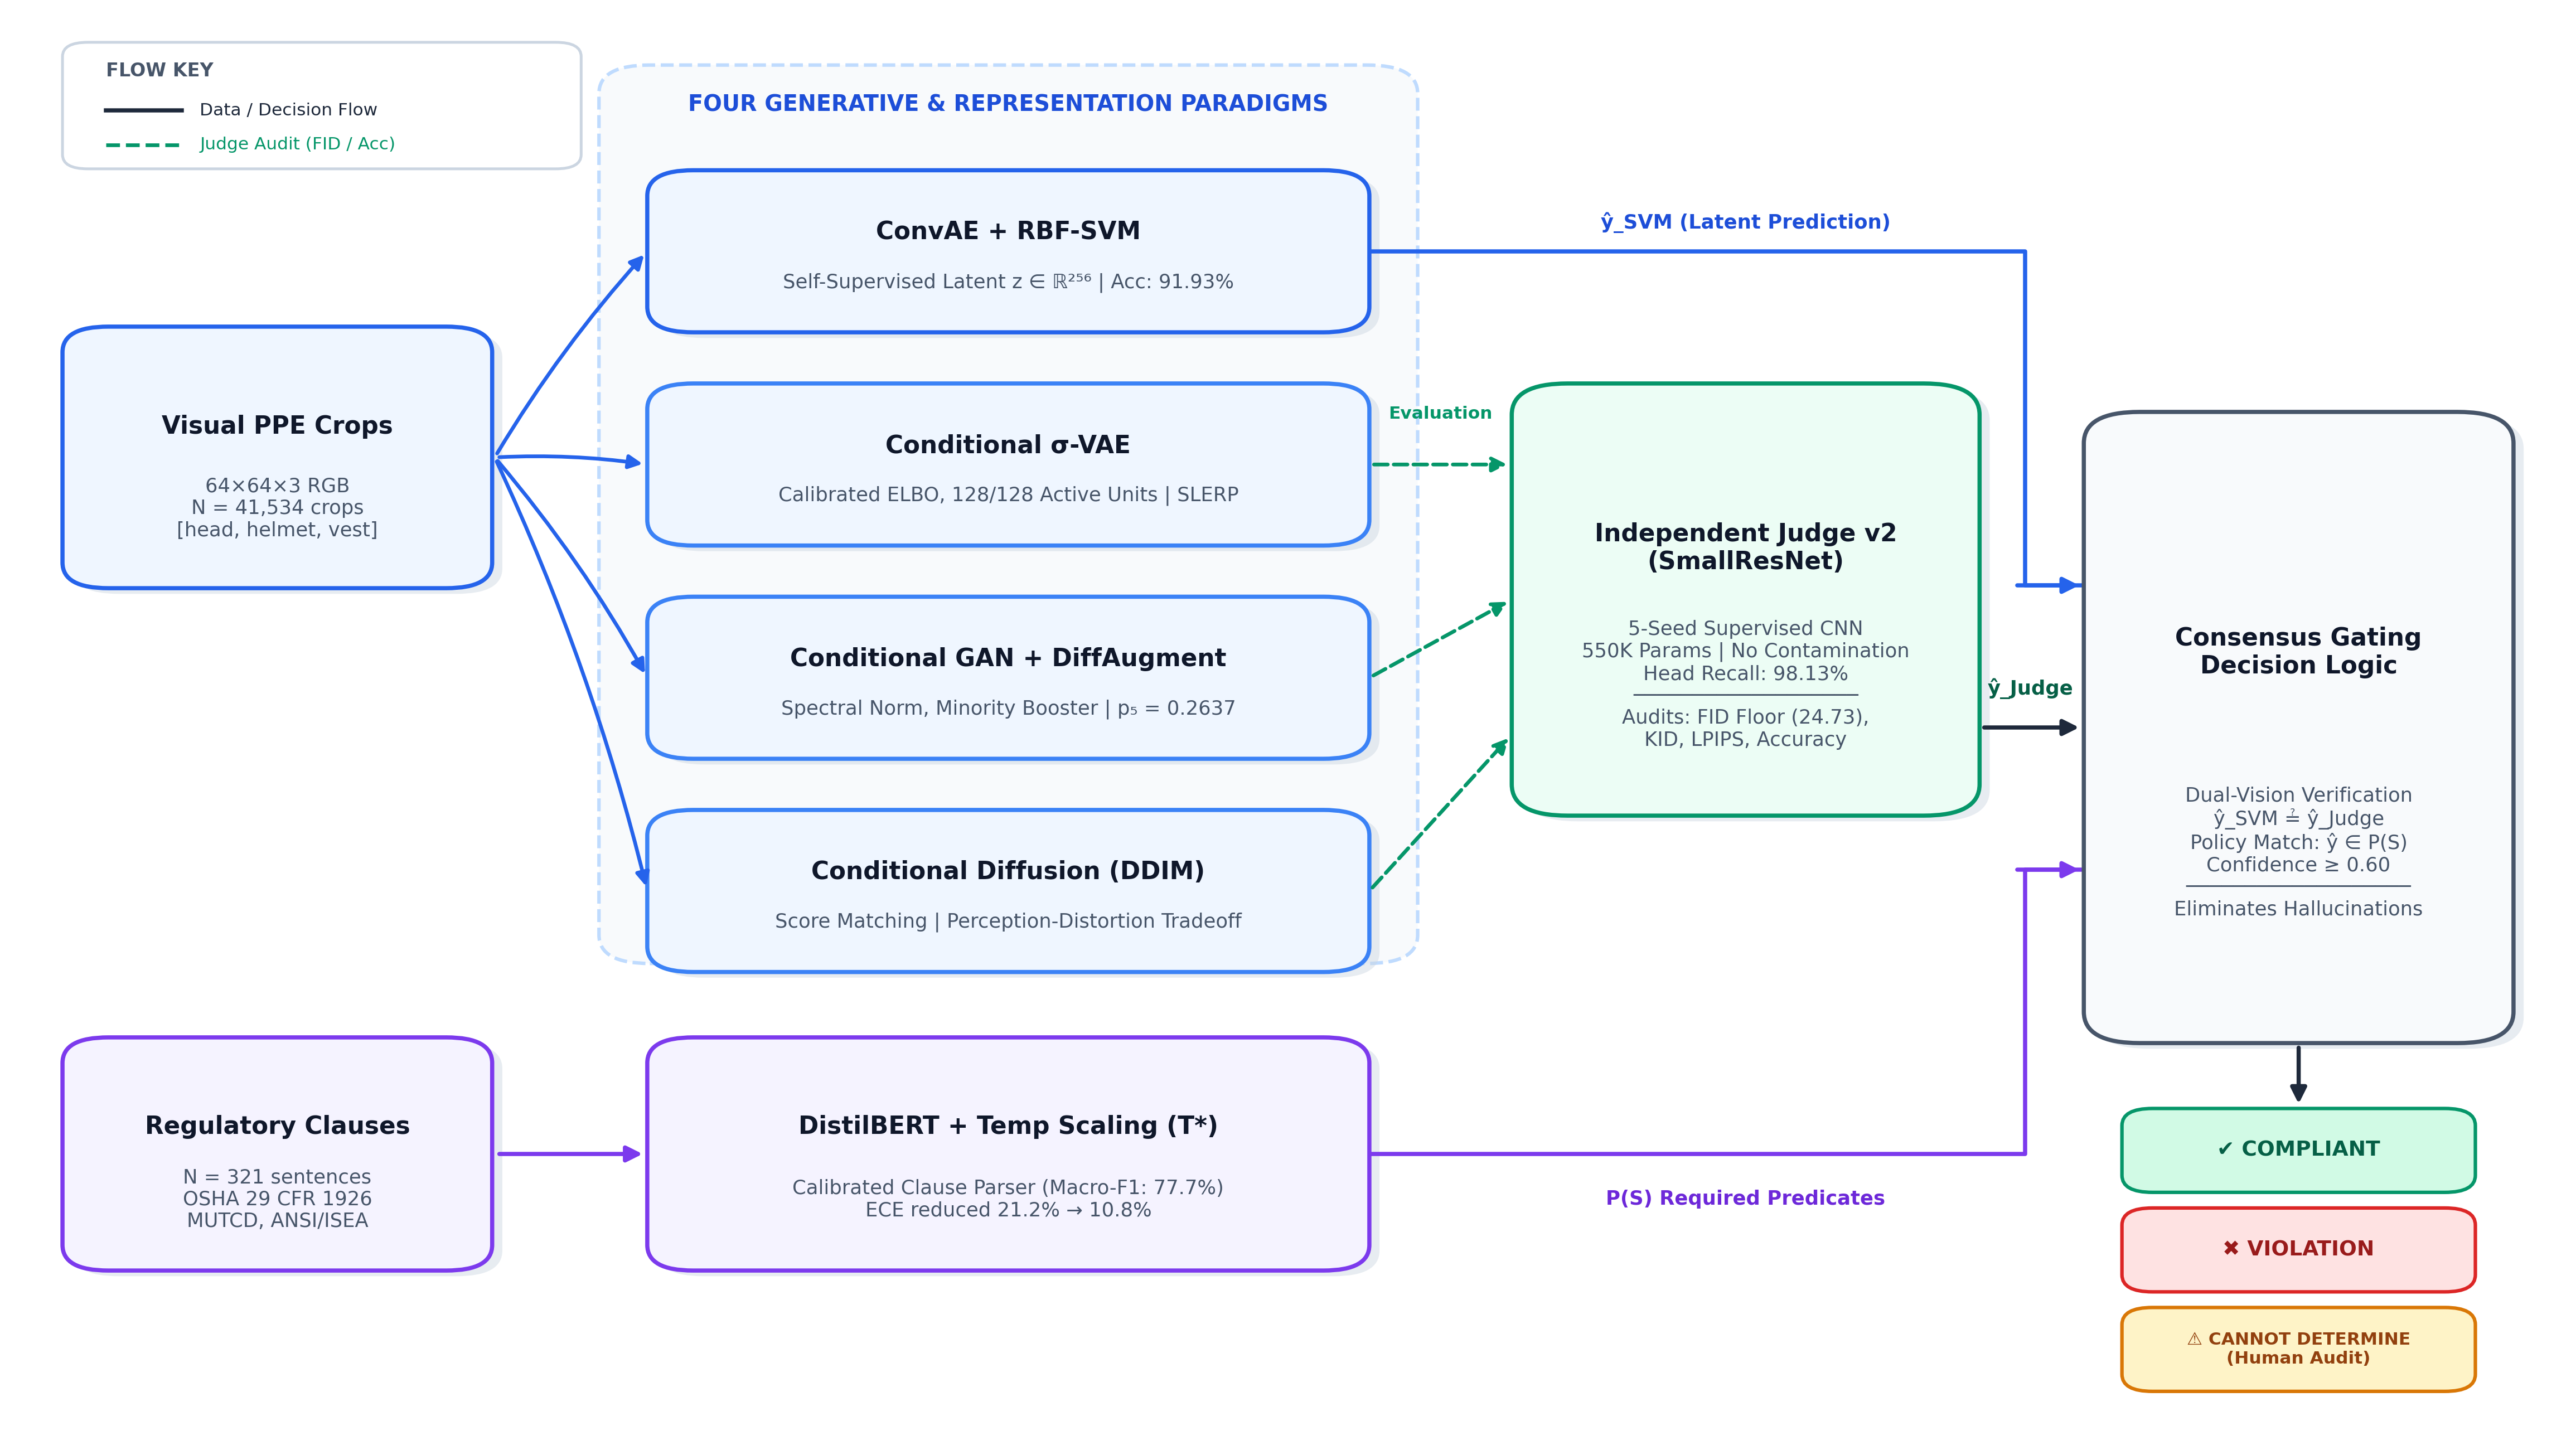 FLOW KEY
Data / Decision Flow
Judge Audit (FID / Acc)
FOUR GENERATIVE & REPRESENTATION PARADIGMS
ConvAE + RBF-SVM
Self-Supervised Latent z ∈ ℝ²⁵⁶ | Acc: 91.93%
ŷ_SVM (Latent Prediction)
Visual PPE Crops
64×64×3 RGB
N = 41,534 crops
[head, helmet, vest]
Conditional σ-VAE
Calibrated ELBO, 128/128 Active Units | SLERP
Evaluation
Conditional GAN + DiffAugment
Spectral Norm, Minority Booster | p₅ = 0.2637
Conditional Diffusion (DDIM)
Score Matching | Perception-Distortion Tradeoff
Independent Judge v2
(SmallResNet)
5-Seed Supervised CNN
550K Params | No Contamination
Head Recall: 98.13%
Audits: FID Floor (24.73),
KID, LPIPS, Accuracy
ŷ_Judge
Consensus Gating
Decision Logic
Dual-Vision Verification
ŷ_SVM ≟ ŷ_Judge
Policy Match: ŷ ∈ P(S)
Confidence ≥ 0.60
Eliminates Hallucinations
Regulatory Clauses
N = 321 sentences
OSHA 29 CFR 1926
MUTCD, ANSI/ISEA
DistilBERT + Temp Scaling (T*)
Calibrated Clause Parser (Macro-F1: 77.7%)
ECE reduced 21.2% → 10.8%
P(S) Required Predicates
✔ COMPLIANT
✖ VIOLATION
⚠ CANNOT DETERMINE
(Human Audit)